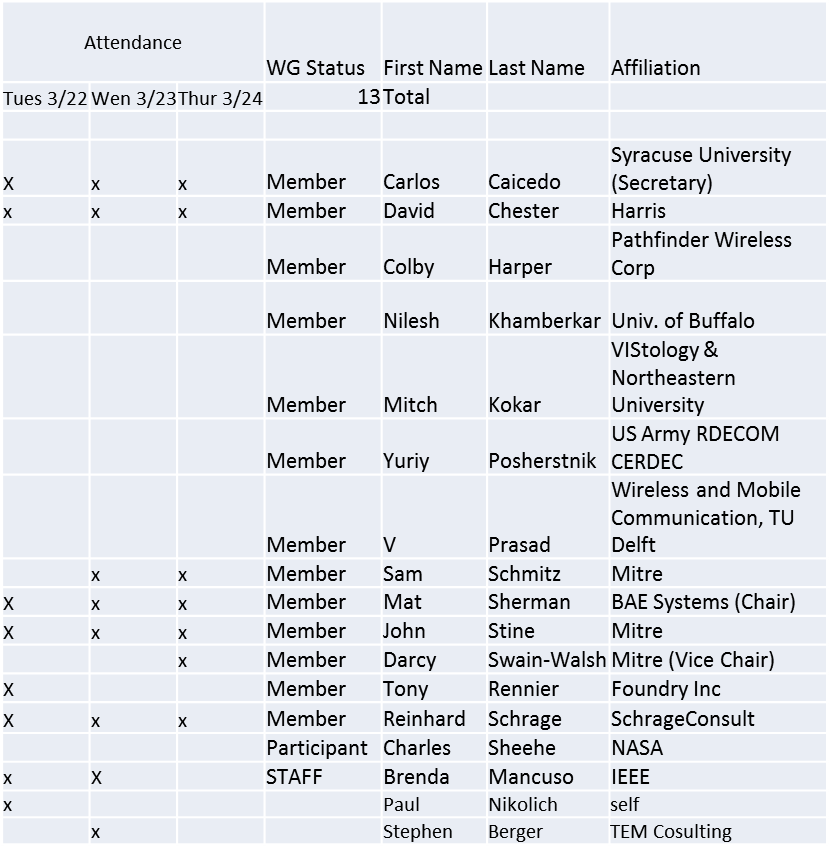 Attendance
WG Status First Name Last Name Affiliation
Tues 3/22 Wen 3/23 Thur 3/24 13 Total
Syracuse University
X x x Member Carlos Caicedo (Secretary)
x x x Member David Chester Harris
Pathfinder Wireless
Member Colby Harper Corp
Member Nilesh Khamberkar Univ. of Buffalo
VIStology &
Northeastern
Member Mitch Kokar University
US Army RDECOM
Member Yuriy Posherstnik CERDEC
Wireless and Mobile
Communication, TU
Member V Prasad Delft
x x Member Sam Schmitz Mitre
X x x Member Mat Sherman BAE Systems (Chair)
X x x Member John Stine Mitre
x Member Darcy Swain-Walsh Mitre (Vice Chair)
X Member Tony Rennier Foundry Inc
X x x Member Reinhard Schrage SchrageConsult
Participant Charles Sheehe NASA
x X STAFF Brenda Mancuso IEEE
x Paul Nikolich self
x Stephen Berger TEM Cosulting